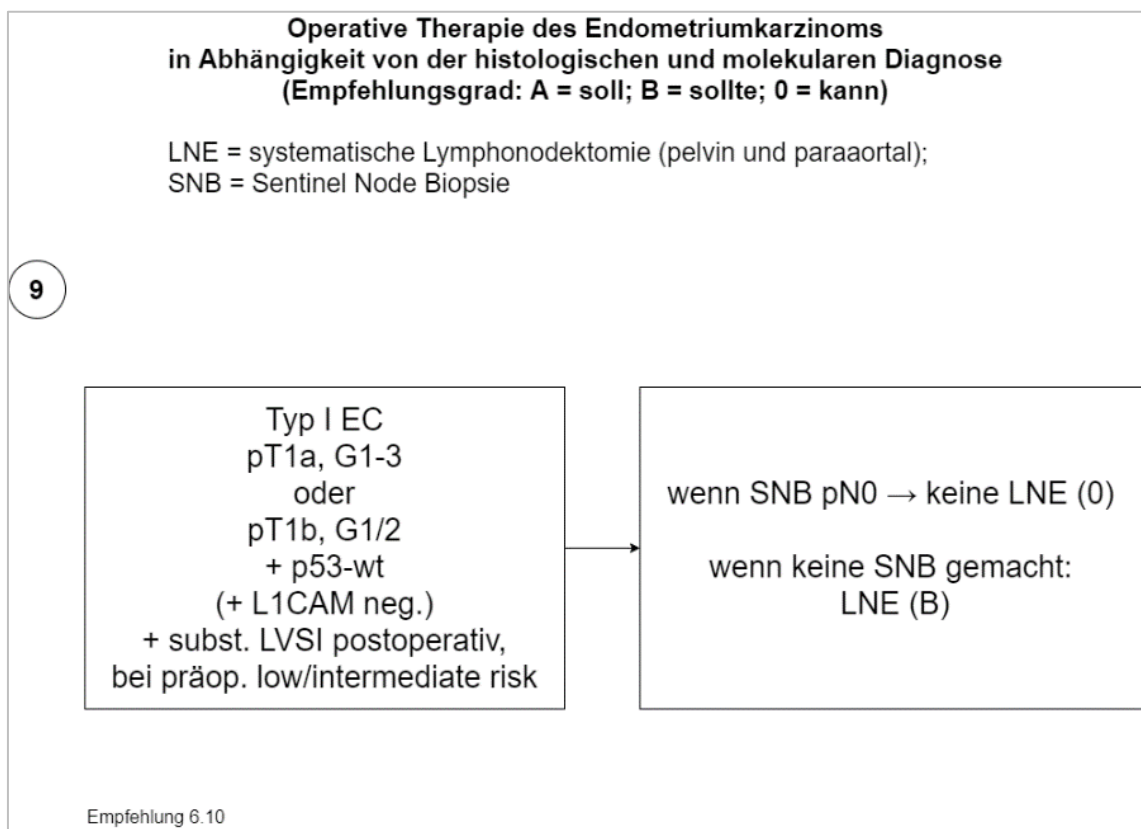 Operative Therapie des Endometriumkarzinoms
in Abhängigkeit von der histologischen und molekularen Diagnose
(Empfehlungsgrad: A = soll; B = sollte; 0 = kann)
LNE = systematische Lymphonodektomie (pelvin und paraaortal);
SNB = Sentinel Node Biopsie
9
Typ I EC
pT1a, G1-3
oder
pT1b, G1/2
+ p53-wt
(+ L1CAM neg.)
+ subst. LVSI postoperativ,
bei präop. low/intermediate risk
wenn SNB pN0 → keine LNE (0)
wenn keine SNB gemacht:
LNE (B)
Empfehlung 6.10